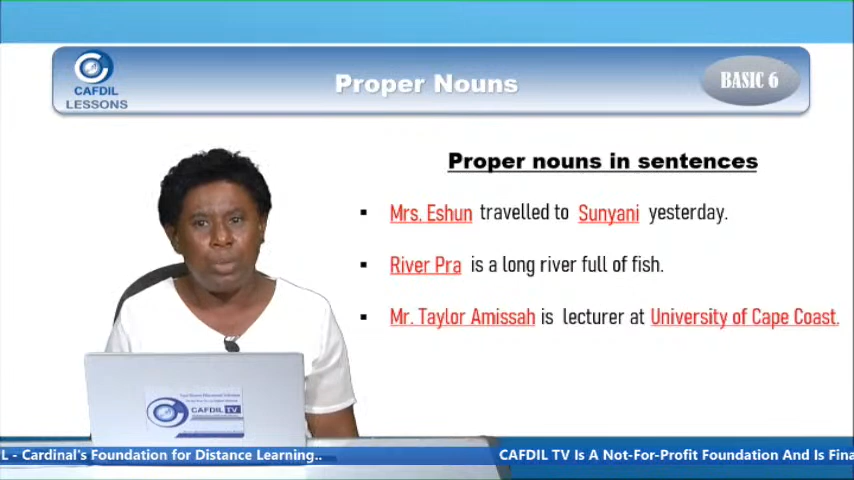 CAFDIL
LESSONS
Proper Nouns
BASIC 6
Proper nouns in sentences
▪ Mrs. Eshun travelled to Sunyani yesterday.
▪ River Pra is a long river full of fish.
▪ Mr. Taylor Amissah is lecturer at University of Cape Coast.
CAFDIL TV
L - Cardinal's Foundation for Distance Learning..
CAFDIL TV Is A Not-For-Profit Foundation And Is Fina